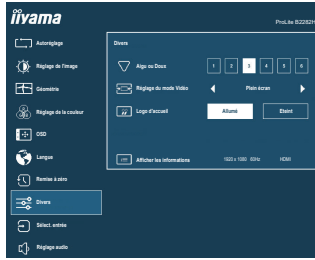 iiyama
ProLite B2282H
Autoréglage
Réglage de l'image
Géométrie
Réglage de la couleur
OSD
Langue
Remise à zéro
Divers
Sélect. entrée
Réglage audio
Divers
Aigu ou Doux
1 2 3 4 5 6
Réglage du mode Vidéo
Plein écran
Logo d'accueil
Allumé Eteint
Afficher les informations
1920 x 1080 60Hz HDMI